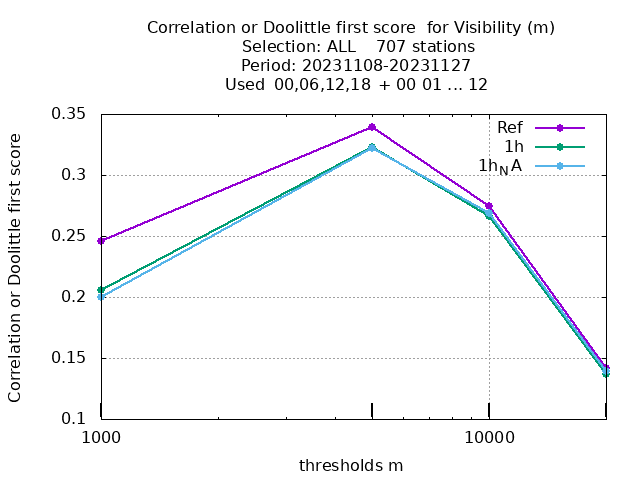 Correlation or Doolittle first score  for Visibility (m)
Selection: ALL    707 stations
Period: 20231108-20231127
Used  00,06,12,18  + 00 01 ... 12
Correlation or Doolittle first score
0.35
0.3
0.25
0.2
0.15
0.1
Ref
1h
1h_NA
1000
10000
thresholds m